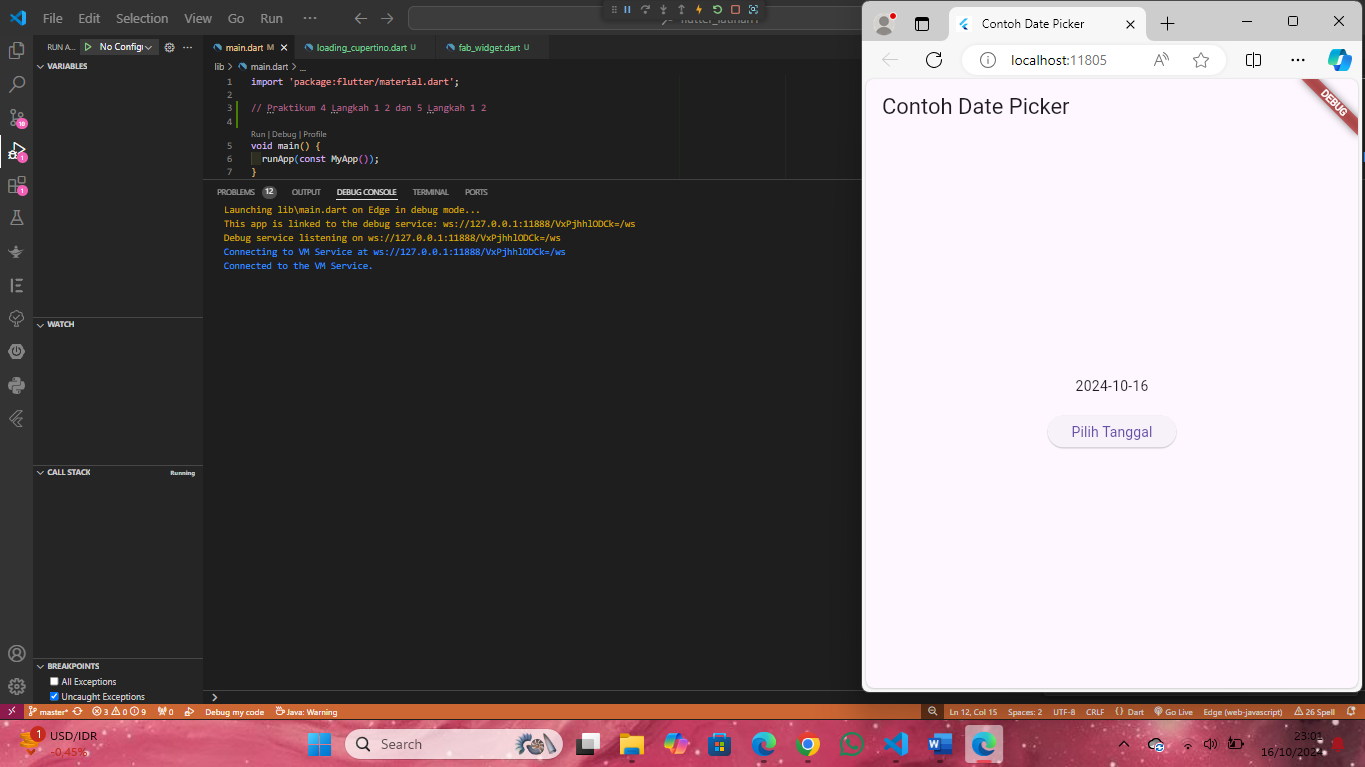 File Edit Selection View Go Run ...
RUN A... No Config
VARIABLES
WATCH
CALL STACK Running
BREAKPOINTS
All Exceptions
Uncaught Exceptions
main.dart M loading_cupertino.dart U fab_widget.dart U
lib > main.dart > ...
1 import 'package:flutter/material.dart';
2
3 // Praktikum 4 Langkah 1 2 dan 5 Langkah 1 2
4
Run | Debug | Profile
5 void main() {
6 runApp(const MyApp());
7 }
PROBLEMS 12 OUTPUT DEBUG CONSOLE TERMINAL PORTS
Launching lib\main.dart on Edge in debug mode...
This app is linked to the debug service: ws://127.0.0.1:11888/VxPjhhlODCk=/ws
Debug service listening on ws://127.0.0.1:11888/VxPjhhlODCk=/ws
Connecting to VM Service at ws://127.0.0.1:11888/VxPjhhlODCk=/ws
Connected to the VM Service.
Contoh Date Picker
localhost:11805
Contoh Date Picker
DEBUG
2024-10-16
Pilih Tanggal
master* 3 0 9 0 Debug my code Java: Warning Ln 12, Col 15 Spaces: 2 UTF-8 CRLF {} Dart Go Live Edge (web-javascript) 26 Spell
1 USD/IDR
-0.45%
Search
23:01
16/10/2024